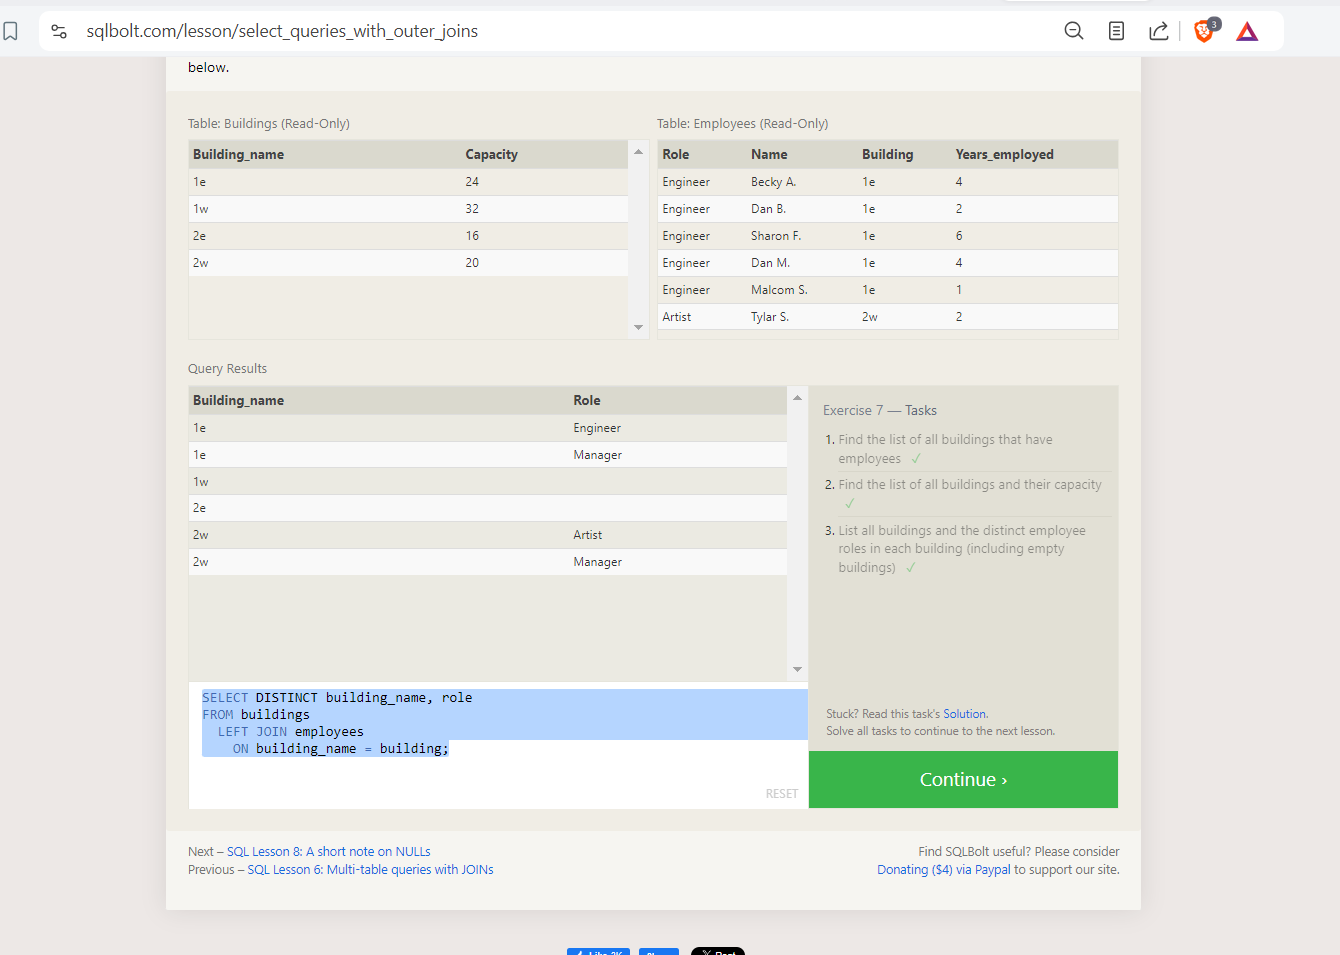 sqlbolt.com/lesson/select_queries_with_outer_joins
3
below.
Table: Buildings (Read-Only)
Building_name Capacity
1e 24
1w 32
2e 16
2w 20
Table: Employees (Read-Only)
Role Name Building Years_employed
Engineer Becky A. 1e 4
Engineer Dan B. 1e 2
Engineer Sharon F. 1e 6
Engineer Dan M. 1e 4
Engineer Malcom S. 1e 1
Artist Tylar S. 2w 2
Query Results
Building_name Role
1e Engineer
1e Manager
1w
2e
2w Artist
2w Manager
SELECT DISTINCT building_name, role
FROM buildings
  LEFT JOIN employees
    ON building_name = building;
RESET
Exercise 7 — Tasks
1. Find the list of all buildings that have
employees ✓
2. Find the list of all buildings and their capacity
✓
3. List all buildings and the distinct employee
roles in each building (including empty
buildings) ✓
Stuck? Read this task's Solution.
Solve all tasks to continue to the next lesson.
Continue ›
Next – SQL Lesson 8: A short note on NULLs
Previous – SQL Lesson 6: Multi-table queries with JOINs
Find SQLBolt useful? Please consider
Donating ($4) via Paypal to support our site.